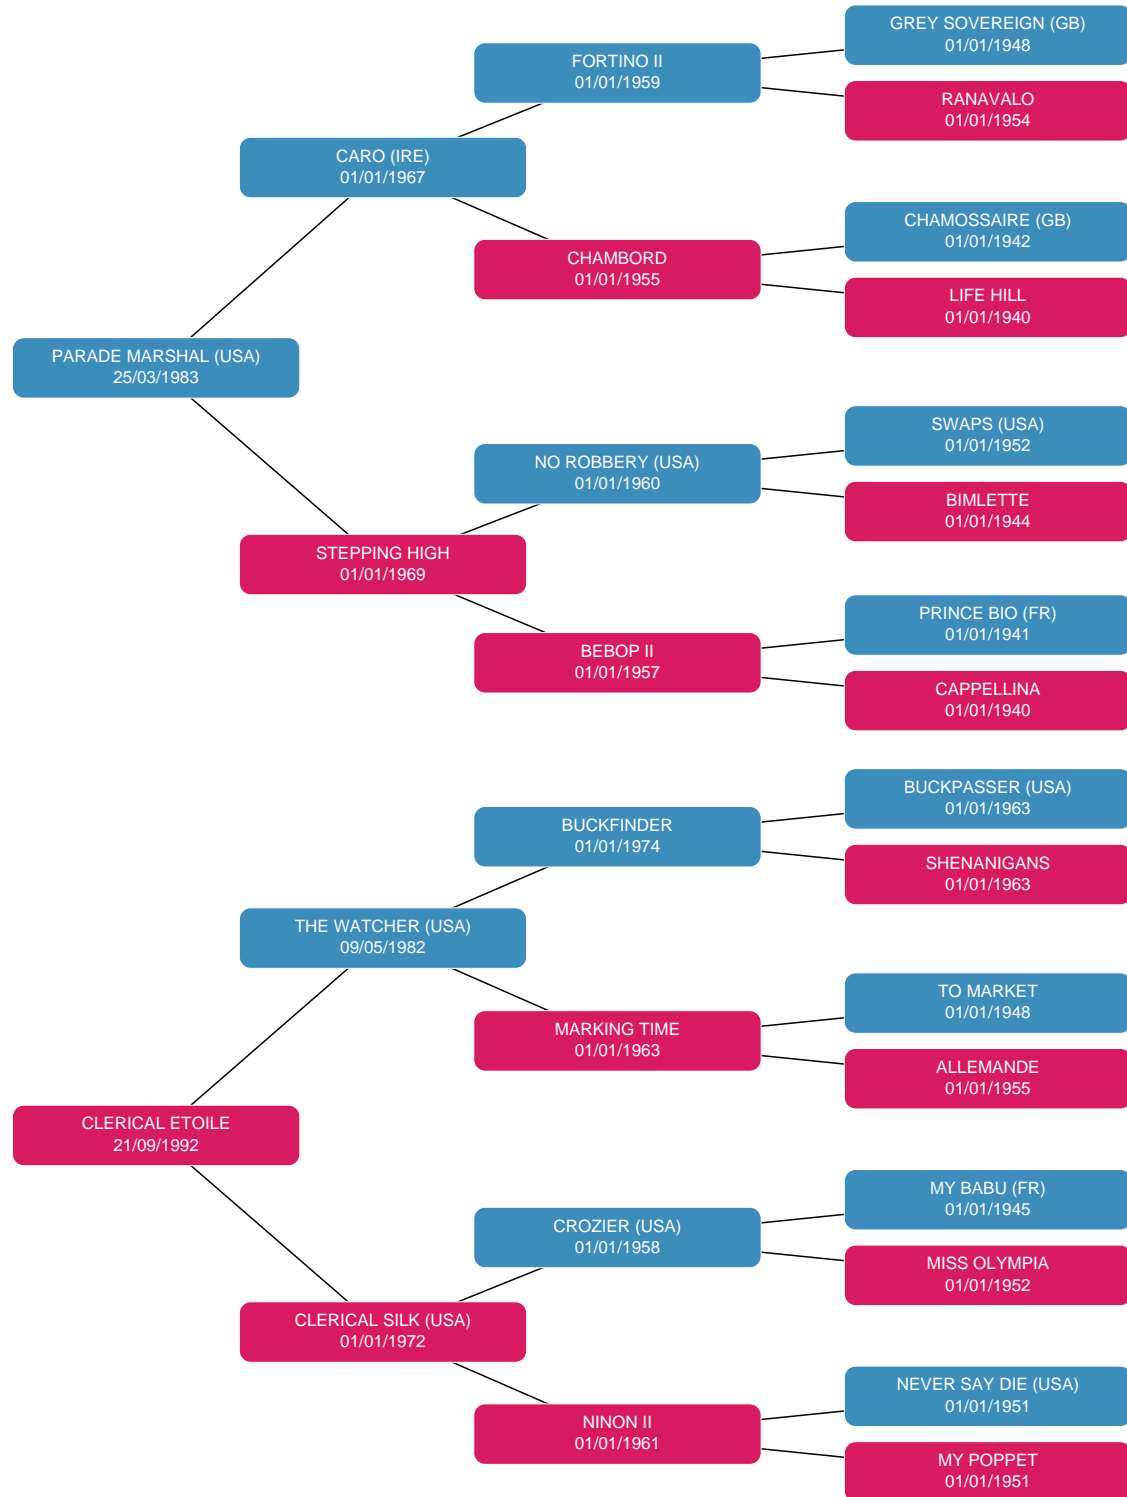 GREY SOVEREIGN (GB)
01/01/1948
FORTINO II
01/01/1959
RANAVALO
01/01/1954
CARO (IRE)
01/01/1967
CHAMOSSAIRE (GB)
01/01/1942
CHAMBORD
01/01/1955
LIFE HILL
01/01/1940
PARADE MARSHAL (USA)
25/03/1983
SWAPS (USA)
01/01/1952
NO ROBBERY (USA)
01/01/1960
BIMLETTE
01/01/1944
STEPPING HIGH
01/01/1969
PRINCE BIO (FR)
01/01/1941
BEBOP II
01/01/1957
CAPPELLINA
01/01/1940
BUCKPASSER (USA)
01/01/1963
BUCKFINDER
01/01/1974
SHENANIGANS
01/01/1963
THE WATCHER (USA)
09/05/1982
TO MARKET
01/01/1948
MARKING TIME
01/01/1963
ALLEMANDE
01/01/1955
CLERICAL ETOILE
21/09/1992
MY BABU (FR)
01/01/1945
CROZIER (USA)
01/01/1958
MISS OLYMPIA
01/01/1952
CLERICAL SILK (USA)
01/01/1972
NEVER SAY DIE (USA)
01/01/1951
NINON II
01/01/1961
MY POPPET
01/01/1951